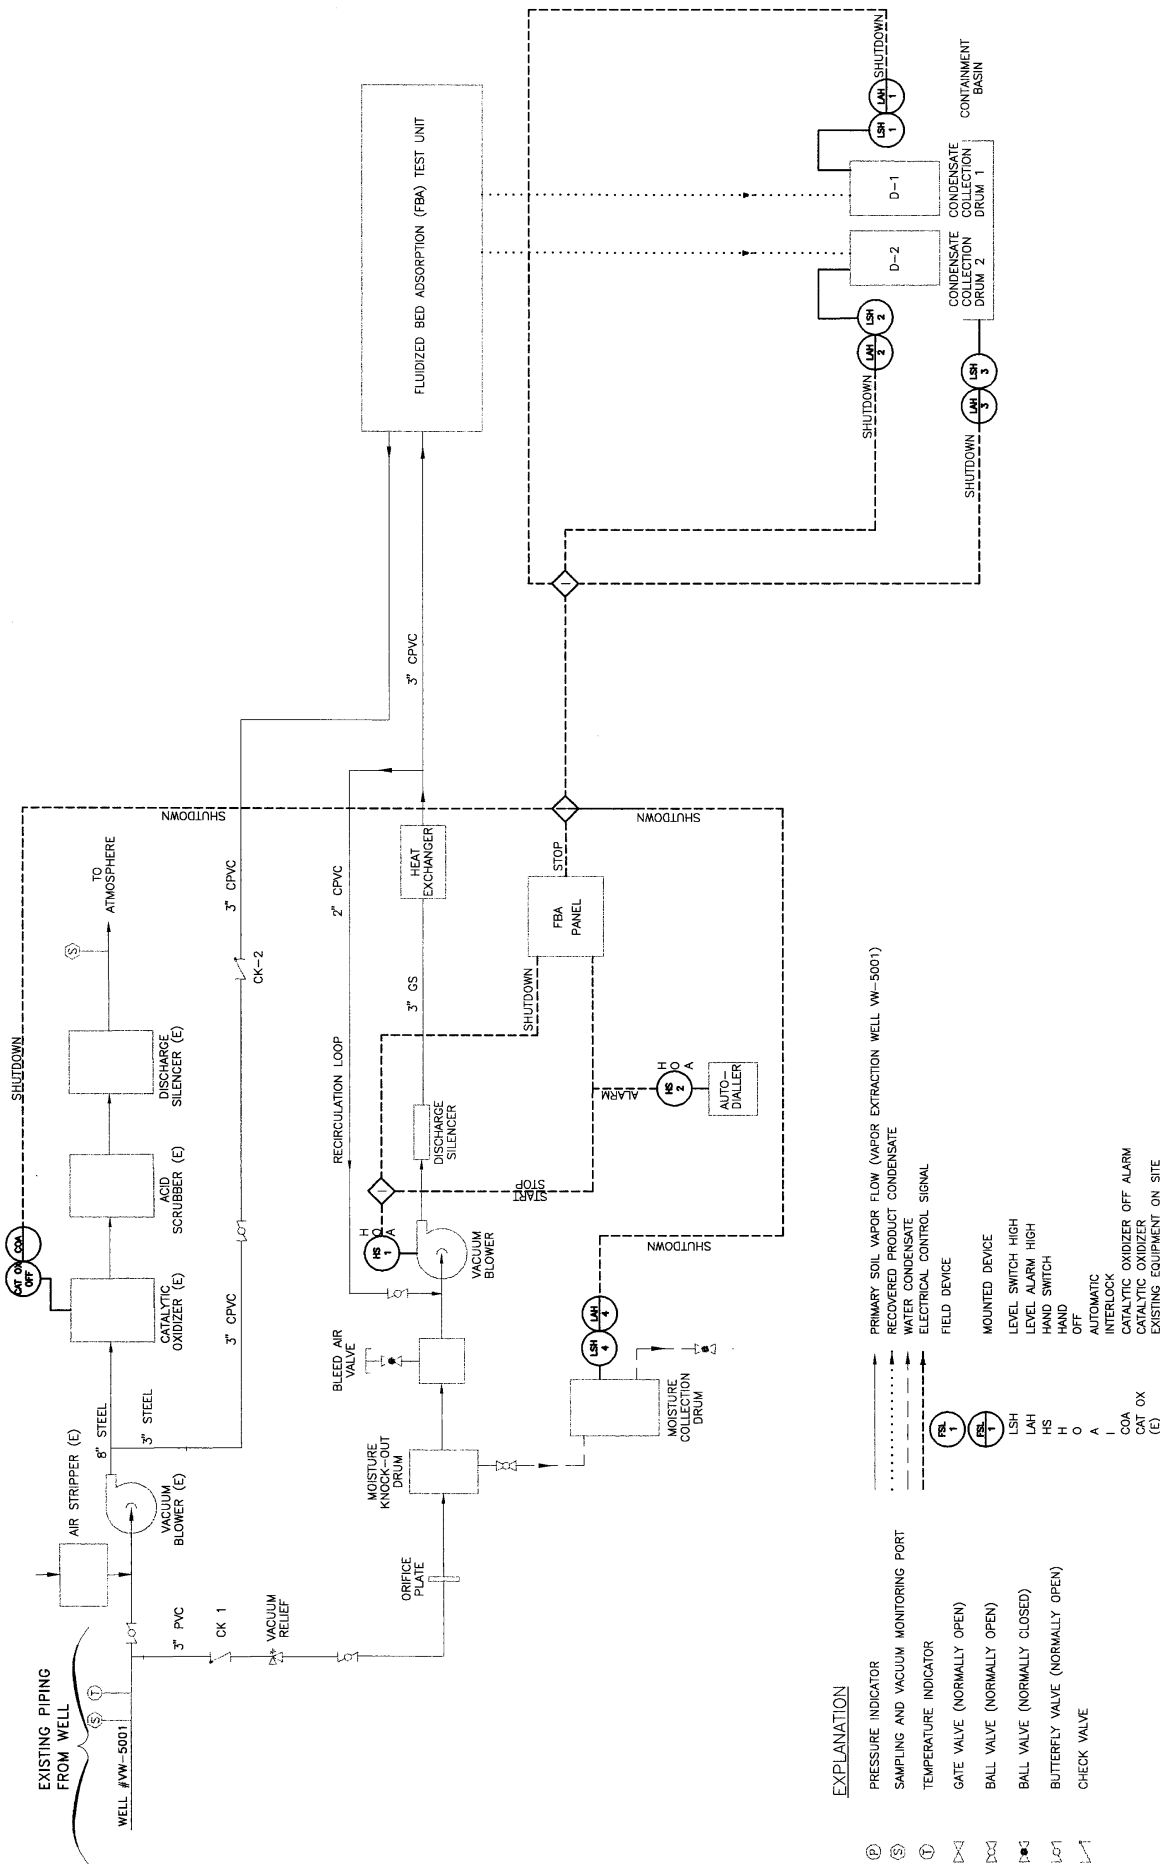 EXISTING PIPING
FROM WELL
WELL #VW-5001
S
T
AIR STRIPPER (E)
VACUUM
BLOWER (E)
8" STEEL
3" STEEL
CATALYTIC
OXIDIZER (E)
CAT OX
OFF
COA
SHUTDOWN
ACID
SCRUBBER (E)
DISCHARGE
SILENCER (E)
S
TO
ATMOSPHERE
SHUTDOWN
3" PVC
CK 1
VACUUM
RELIEF
3" CPVC
CK-2
3" CPVC
ORIFICE
PLATE
MOISTURE
KNOCK-OUT
DRUM
BLEED AIR
VALVE
VACUUM
BLOWER
HS
1
H
O
A
RECIRCULATION LOOP
2" CPVC
DISCHARGE
SILENCER
3" GS
HEAT
EXCHANGER
3" CPVC
FLUIDIZED BED ADSORPTION (FBA) TEST UNIT
I
START
STOP
SHUTDOWN
FBA
PANEL
STOP
I
I
SHUTDOWN
ALARM
HS
2
H
O
A
AUTO-
DIALLER
MOISTURE
COLLECTION
DRUM
LSH
4
LAH
4
SHUTDOWN
SHUTDOWN
LAH
2
LSH
2
D-2
D-1
LSH
1
LAH
1
SHUTDOWN
SHUTDOWN
LAH
3
LSH
3
CONDENSATE
COLLECTION
DRUM 2
CONDENSATE
COLLECTION
DRUM 1
CONTAINMENT
BASIN
EXPLANATION
P PRESSURE INDICATOR
S SAMPLING AND VACUUM MONITORING PORT
T TEMPERATURE INDICATOR
GATE VALVE (NORMALLY OPEN)
BALL VALVE (NORMALLY OPEN)
BALL VALVE (NORMALLY CLOSED)
BUTTERFLY VALVE (NORMALLY OPEN)
CHECK VALVE
PRIMARY SOIL VAPOR FLOW (VAPOR EXTRACTION WELL VW-5001)
RECOVERED PRODUCT CONDENSATE
WATER CONDENSATE
ELECTRICAL CONTROL SIGNAL
FSL
1
FIELD DEVICE
FSL
1
MOUNTED DEVICE
LSH LEVEL SWITCH HIGH
LAH LEVEL ALARM HIGH
HS HAND SWITCH
H HAND
O OFF
A AUTOMATIC
I INTERLOCK
COA CATALYTIC OXIDIZER OFF ALARM
CAT OX CATALYTIC OXIDIZER
(E) EXISTING EQUIPMENT ON SITE